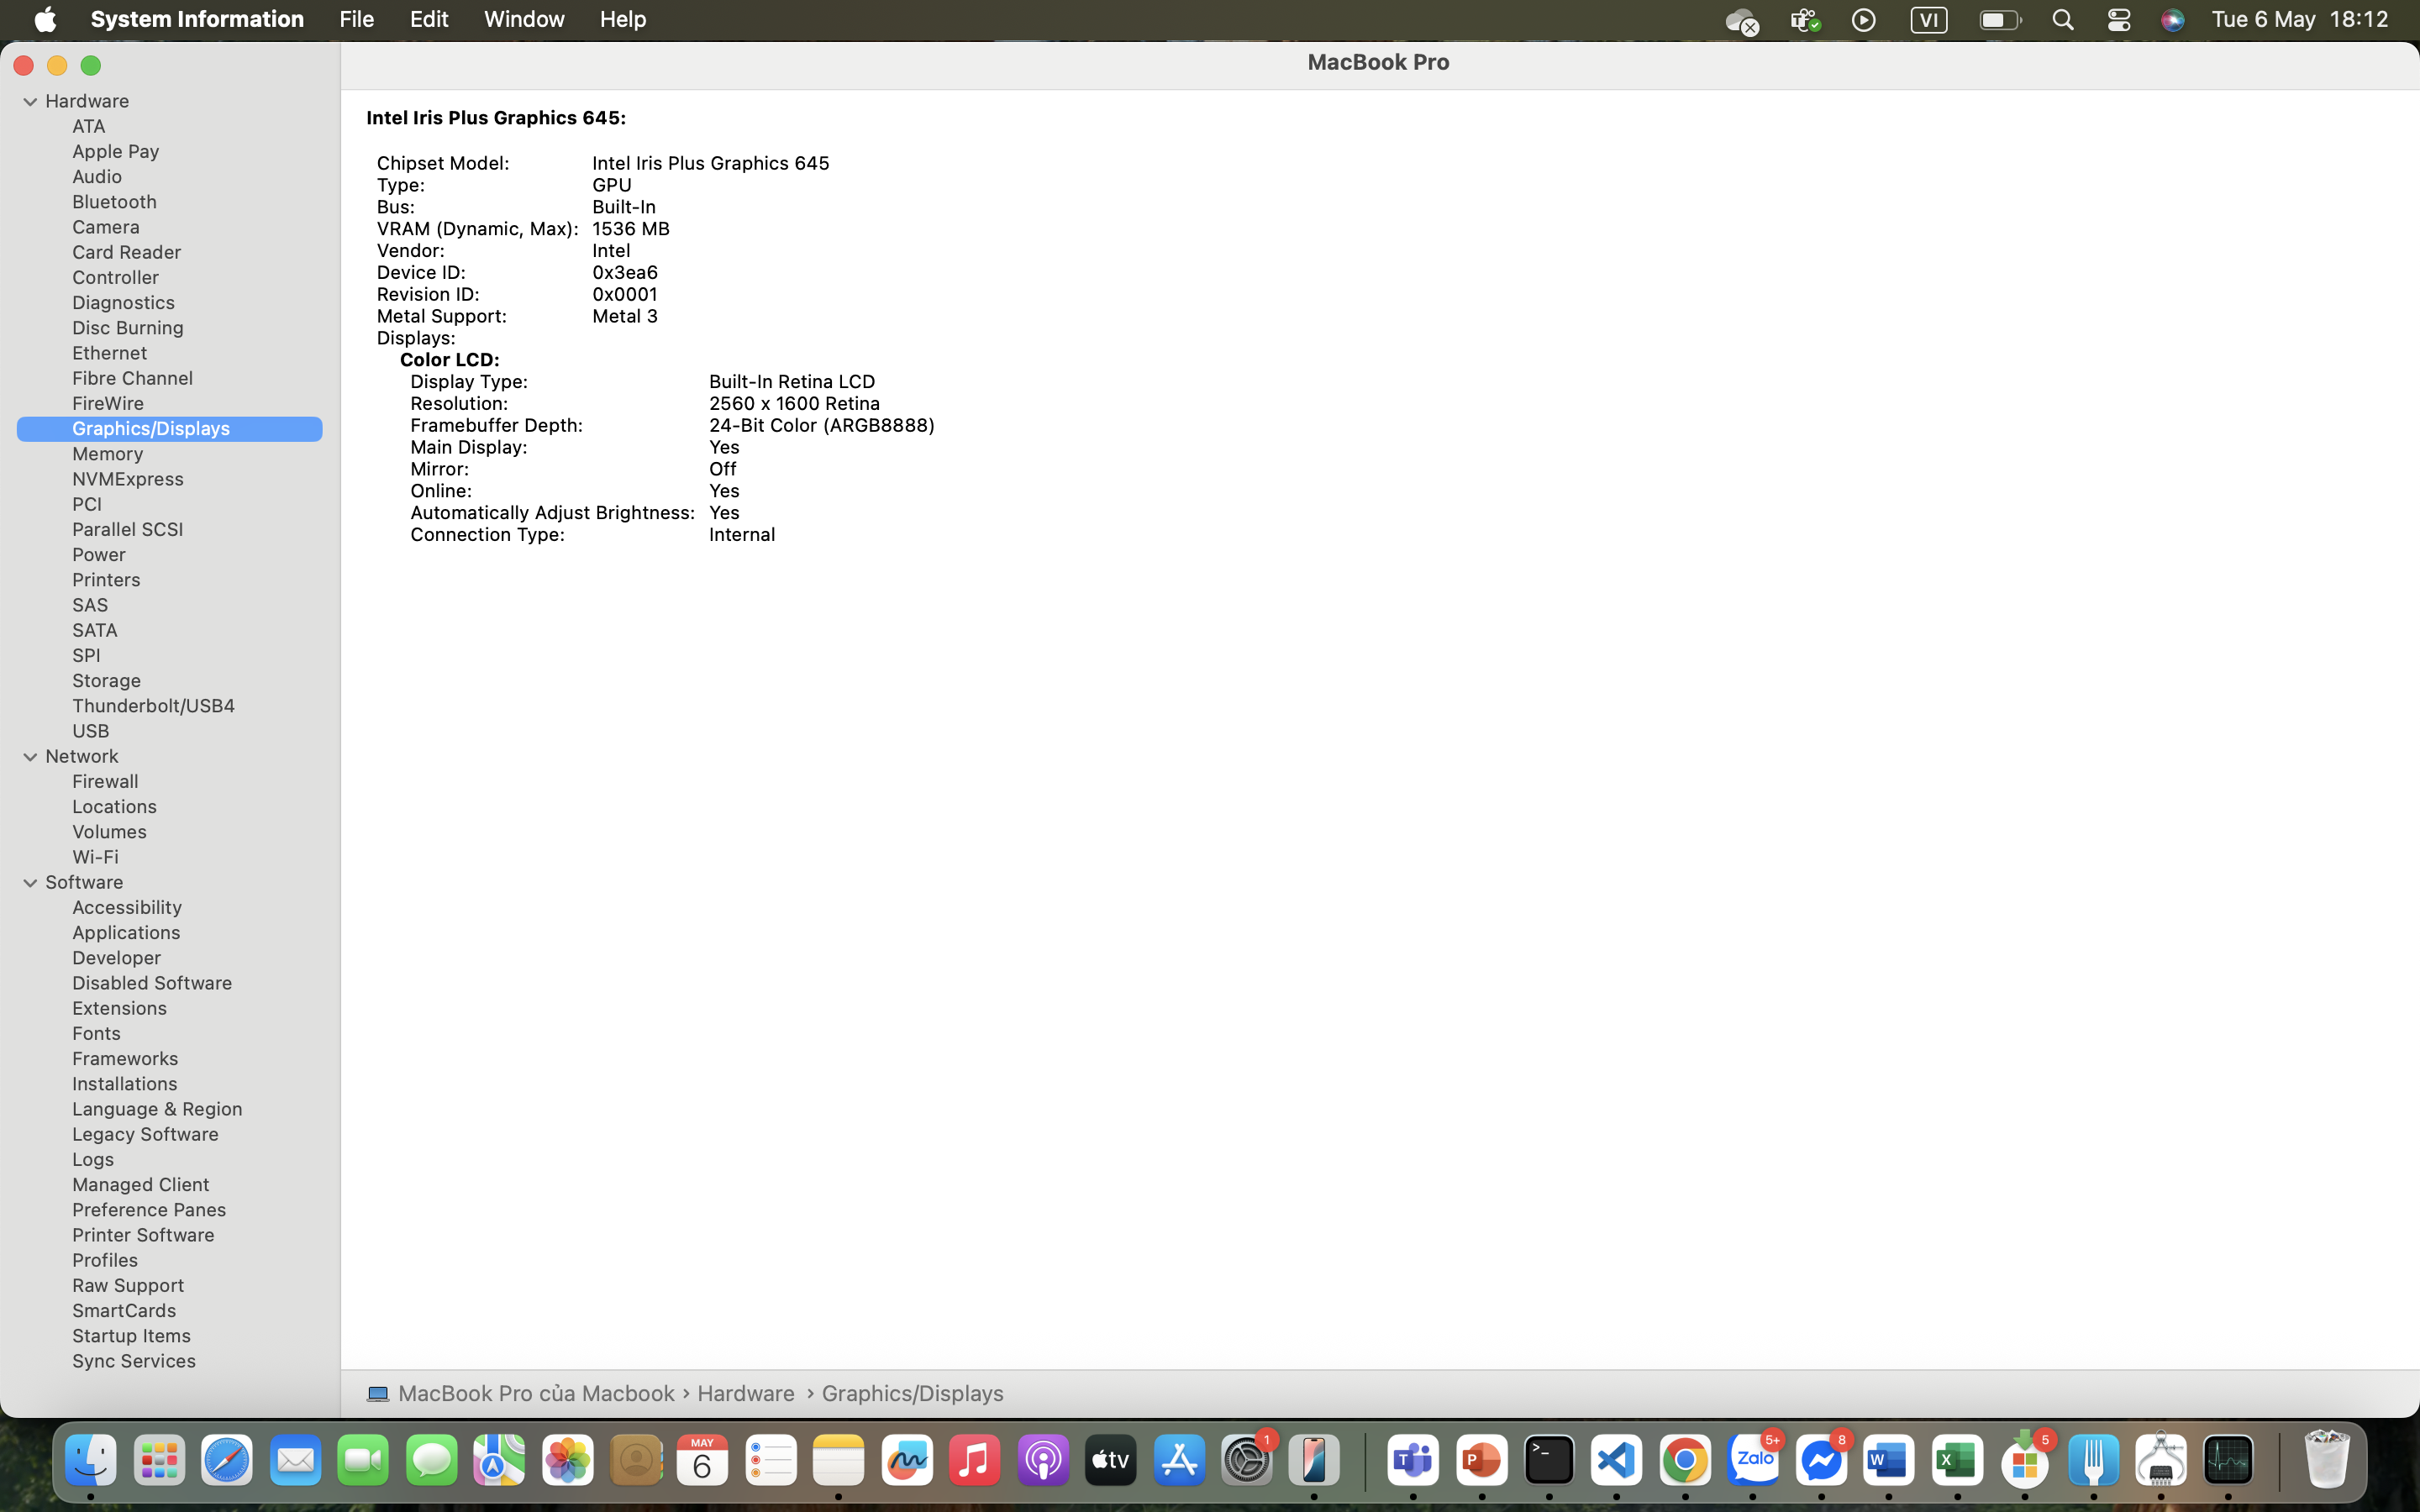 System Information File Edit Window Help VI Tue 6 May 18:12
MacBook Pro
Hardware
ATA
Apple Pay
Audio
Bluetooth
Camera
Card Reader
Controller
Diagnostics
Disc Burning
Ethernet
Fibre Channel
FireWire
Graphics/Displays
Memory
NVMExpress
PCI
Parallel SCSI
Power
Printers
SAS
SATA
SPI
Storage
Thunderbolt/USB4
USB
Network
Firewall
Locations
Volumes
Wi-Fi
Software
Accessibility
Applications
Developer
Disabled Software
Extensions
Fonts
Frameworks
Installations
Language & Region
Legacy Software
Logs
Managed Client
Preference Panes
Printer Software
Profiles
Raw Support
SmartCards
Startup Items
Sync Services
Intel Iris Plus Graphics 645:
Chipset Model: Intel Iris Plus Graphics 645
Type: GPU
Bus: Built-In
VRAM (Dynamic, Max): 1536 MB
Vendor: Intel
Device ID: 0x3ea6
Revision ID: 0x0001
Metal Support: Metal 3
Displays:
Color LCD:
Display Type: Built-In Retina LCD
Resolution: 2560 x 1600 Retina
Framebuffer Depth: 24-Bit Color (ARGB8888)
Main Display: Yes
Mirror: Off
Online: Yes
Automatically Adjust Brightness: Yes
Connection Type: Internal
MacBook Pro của Macbook › Hardware › Graphics/Displays
MAY 6 tv 1 T P >_ Zalo 5+ 8 W X 5